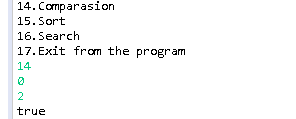 14.Comparasion
15.Sort
16.Search
17.Exit from the program
14
0
2
true